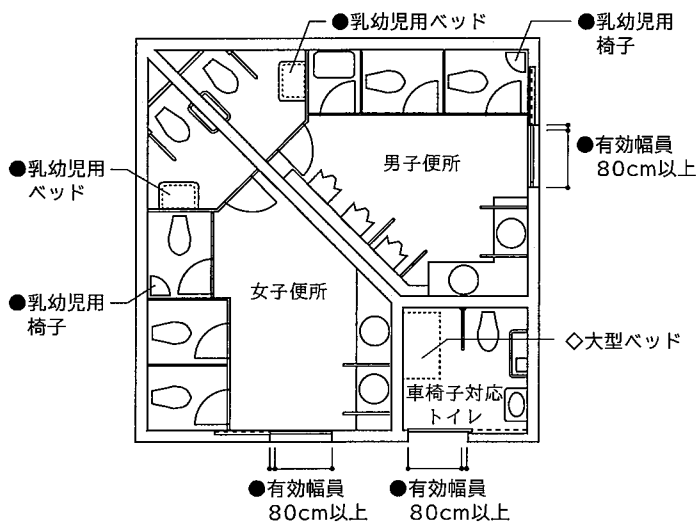 ●乳幼児用ベッド
●乳幼児用
椅子
●有効幅員
80cm以上
男子便所
●乳幼児用
ベッド
女子便所
●乳幼児用
椅子
◇大型ベッド
車椅子対応
トイレ
●有効幅員
80cm以上
●有効幅員
80cm以上